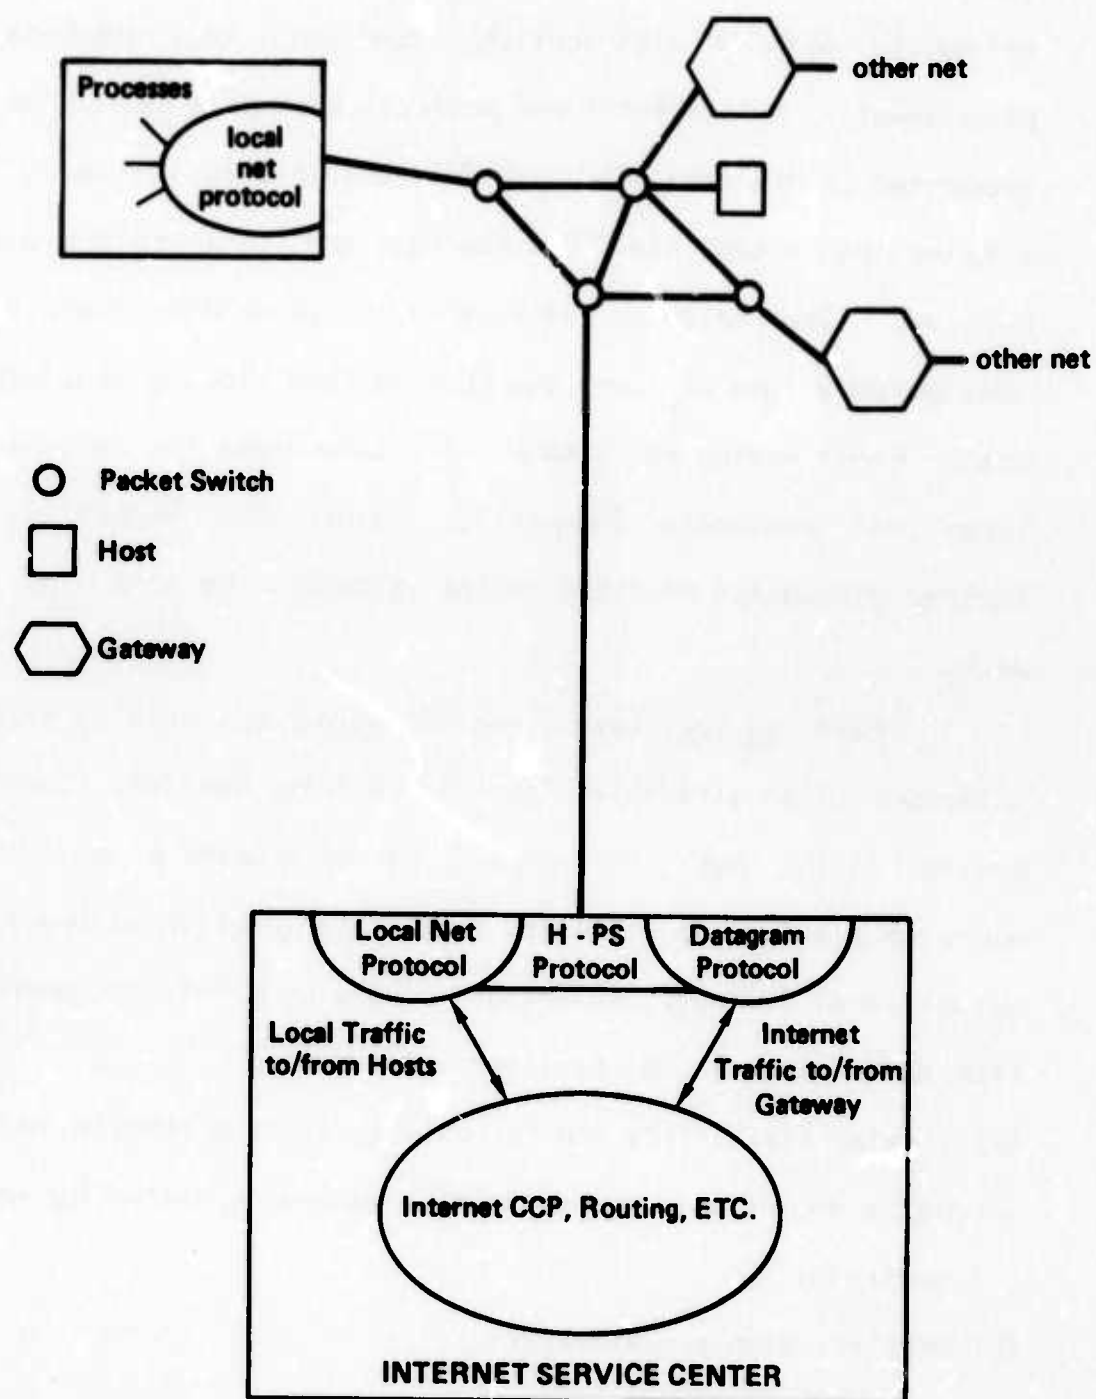 other net
Processes
local
net
protocol
other net
Packet Switch
Host
Gateway
Local Net
Protocol
H - PS
Protocol
Datagram
Protocol
Local Traffic
to/from Hosts
Internet
Traffic to/from
Gateway
Internet CCP, Routing, ETC.
INTERNET SERVICE CENTER